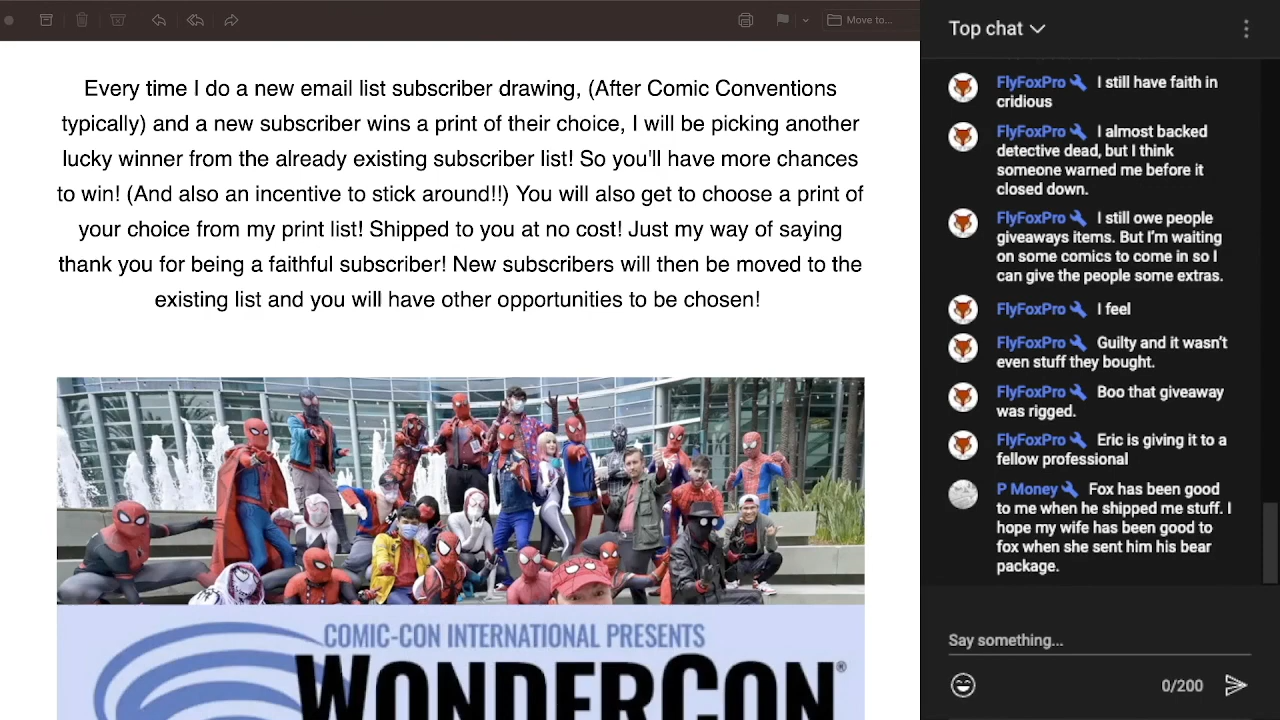 Move to...
Every time I do a new email list subscriber drawing, (After Comic Conventions
typically) and a new subscriber wins a print of their choice, I will be picking another
lucky winner from the already existing subscriber list! So you'll have more chances
to win! (And also an incentive to stick around!!) You will also get to choose a print of
your choice from my print list! Shipped to you at no cost! Just my way of saying
thank you for being a faithful subscriber! New subscribers will then be moved to the
existing list and you will have other opportunities to be chosen!
COMIC-CON INTERNATIONAL PRESENTS
WONDERCON®
Top chat
FlyFoxPro I still have faith in
cridious
FlyFoxPro I almost backed
detective dead, but I think
someone warned me before it
closed down.
FlyFoxPro I still owe people
giveaways items. But I'm waiting
on some comics to come in so I
can give the people some extras.
FlyFoxPro I feel
FlyFoxPro Guilty and it wasn't
even stuff they bought.
FlyFoxPro Boo that giveaway
was rigged.
FlyFoxPro Eric is giving it to a
fellow professional
P Money Fox has been good
to me when he shipped me stuff. I
hope my wife has been good to
fox when she sent him his bear
package.
Say something...
0/200